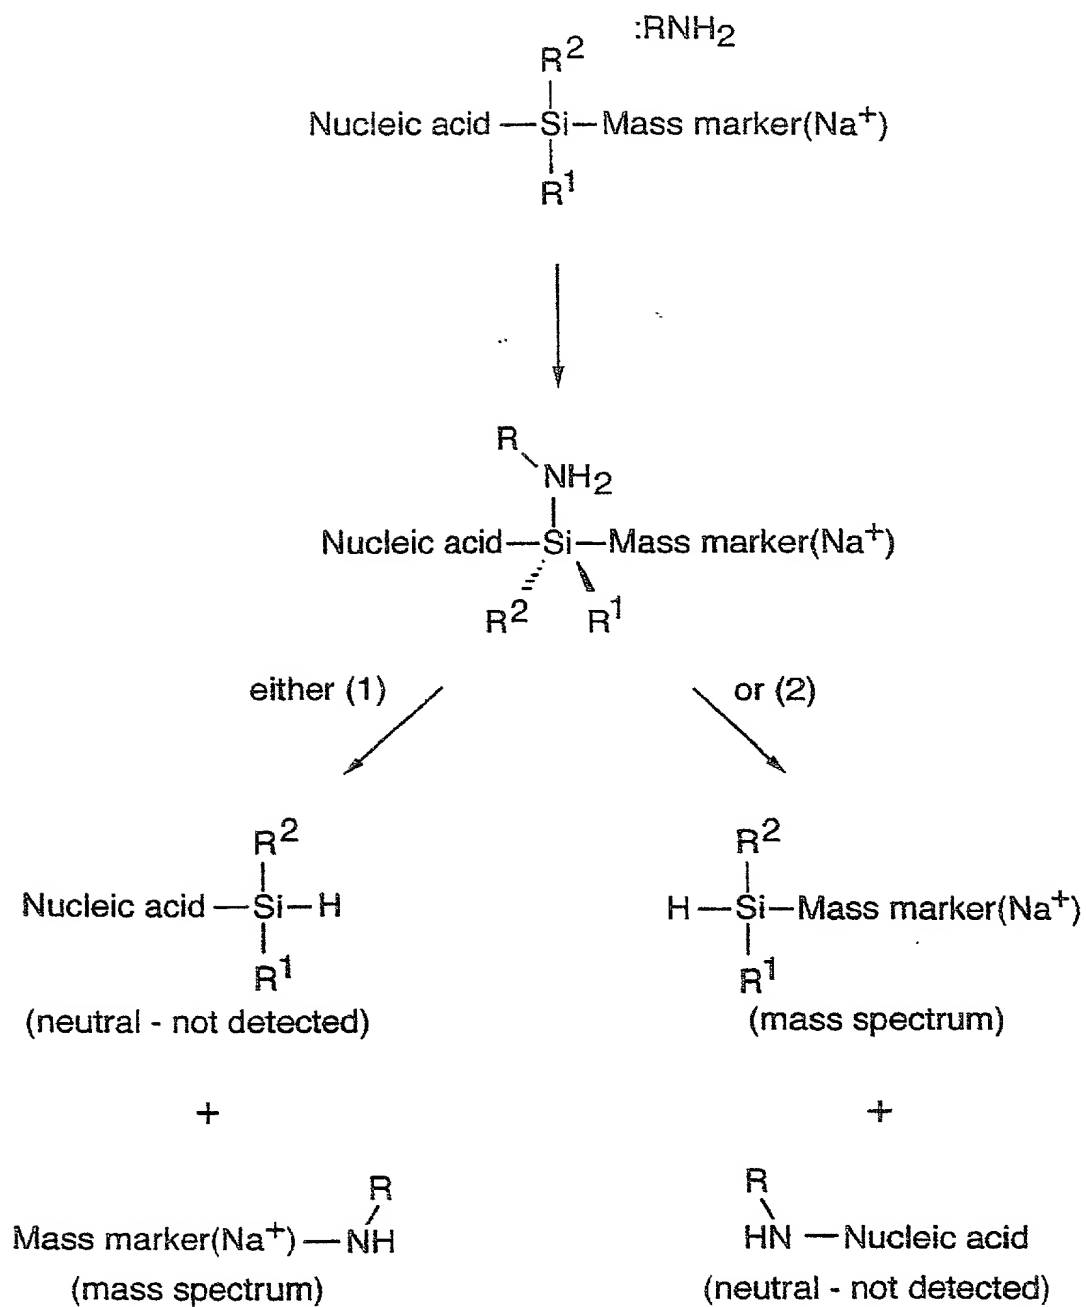 :RNH2
R2
Nucleic acid—Si—Mass marker(Na+)
R1
R
NH2
Nucleic acid—Si—Mass marker(Na+)
R2 R1
either (1) or (2)
R2
Nucleic acid—Si—H
R1
(neutral - not detected)
+
R
Mass marker(Na+)—NH
(mass spectrum)
R2
H—Si—Mass marker(Na+)
R1
(mass spectrum)
+
R
HN—Nucleic acid
(neutral - not detected)